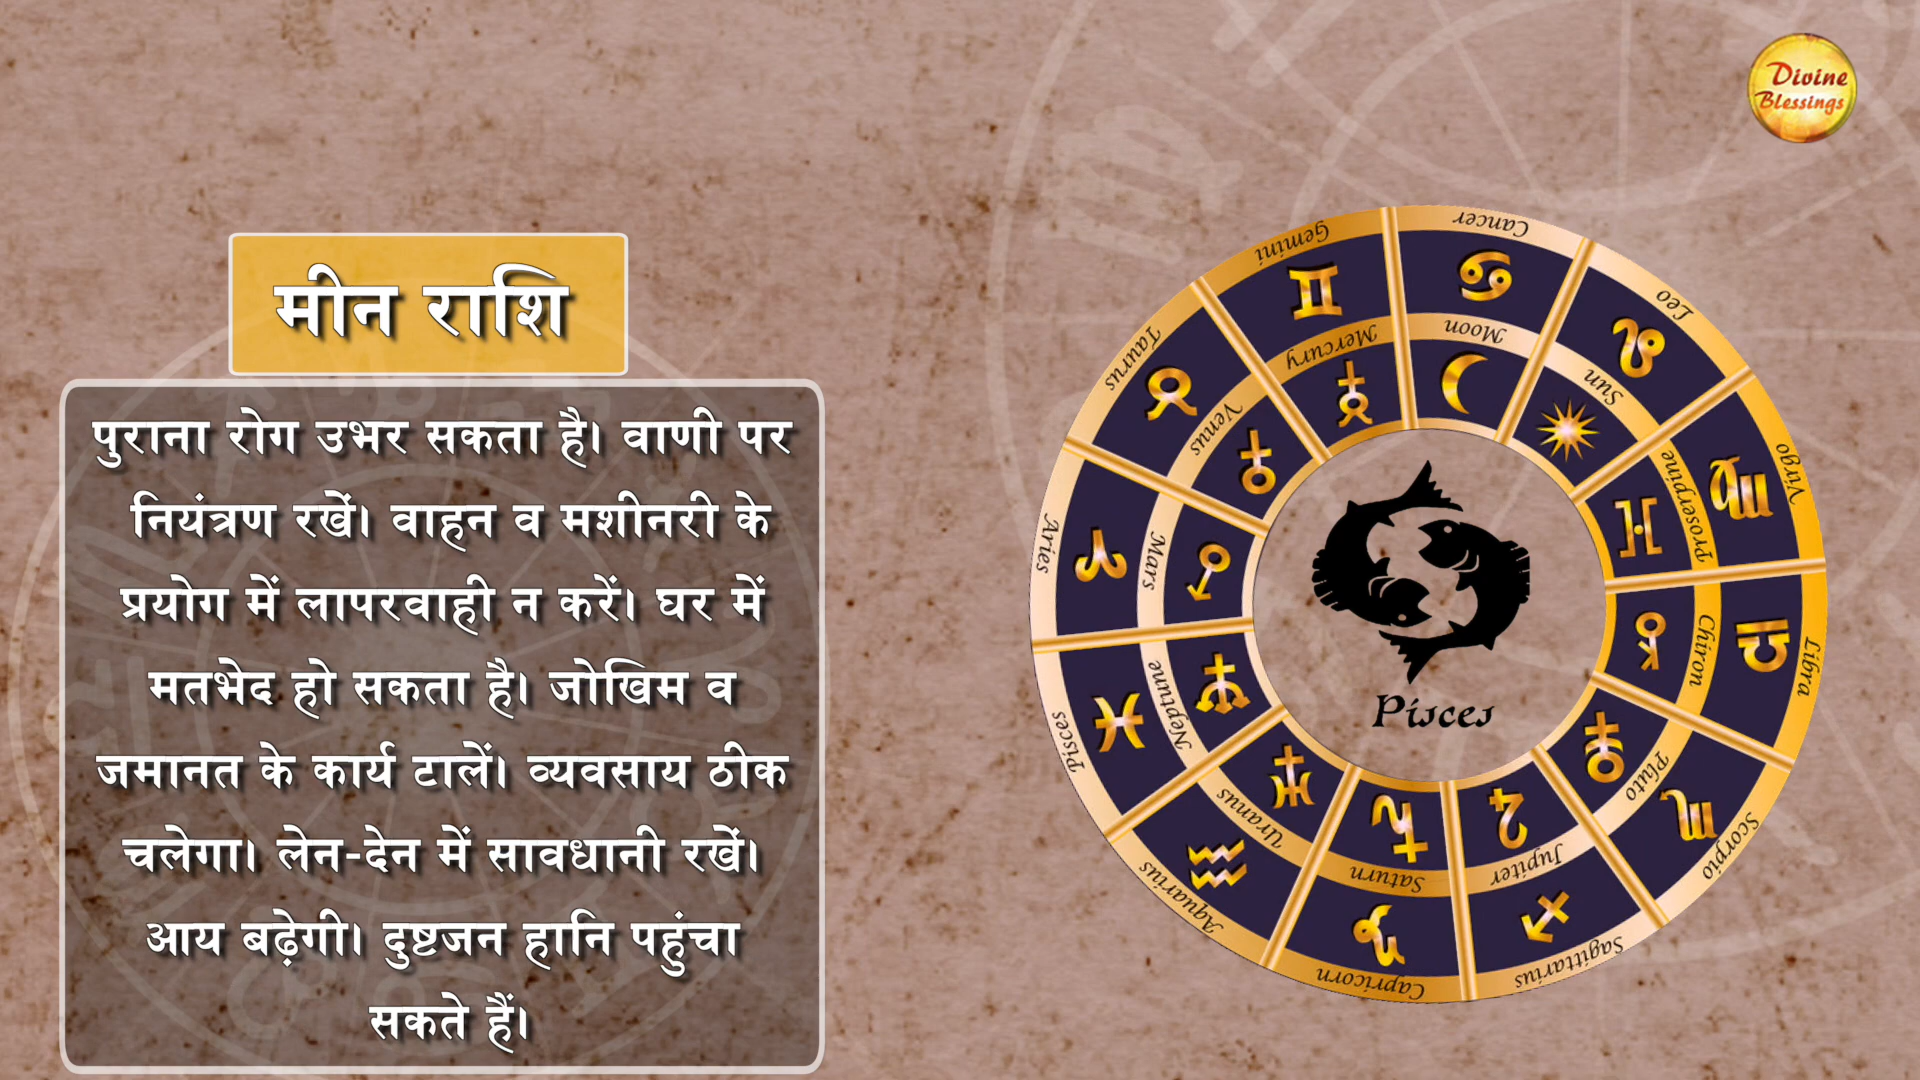 Divine
Blessings
मीन राशि
पुराना रोग उभर सकता है। वाणी पर
नियंत्रण रखें। वाहन व मशीनरी के
प्रयोग में लापरवाही न करें। घर में
मतभेद हो सकता है। जोखिम व
जमानत के कार्य टालें। व्यवसाय ठीक
चलेगा। लेन-देन में सावधानी रखें।
आय बढ़ेगी। दुष्टजन हानि पहुंचा
सकते हैं।
Cancer
Leo
Virgo
Libra
Scorpio
Sagittarius
Capricorn
Aquarius
Pisces
Aries
Taurus
Gemini
Moon
Sun
Proserpine
Chiron
Pluto
Jupiter
Saturn
Uranus
Neptune
Mars
Venus
Mercury
Pisces